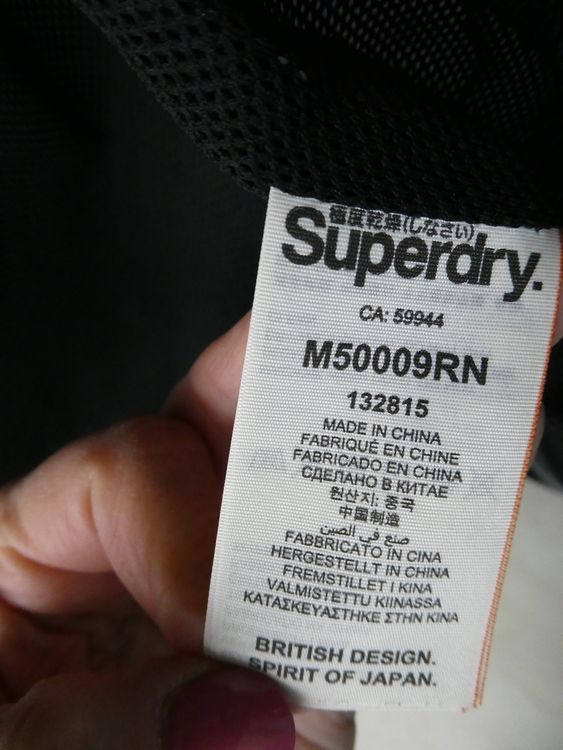 極度乾燥(しなさい)
Superdry.
CA: 59944
M50009RN
132815
MADE IN CHINA
FABRIQUÉ EN CHINE
FABRICADO EN CHINA
СДЕЛАНО В КИТАЕ
원산지: 중국
中国制造
صنع في الصين
FABBRICATO IN CINA
HERGESTELLT IN CHINA
FREMSTILLET I KINA
VALMISTETTU KIINASSA
ΚΑΤΑΣΚΕΥΑΣΤΗΚΕ ΣΤΗΝ ΚΙΝΑ
BRITISH DESIGN.
SPIRIT OF JAPAN.